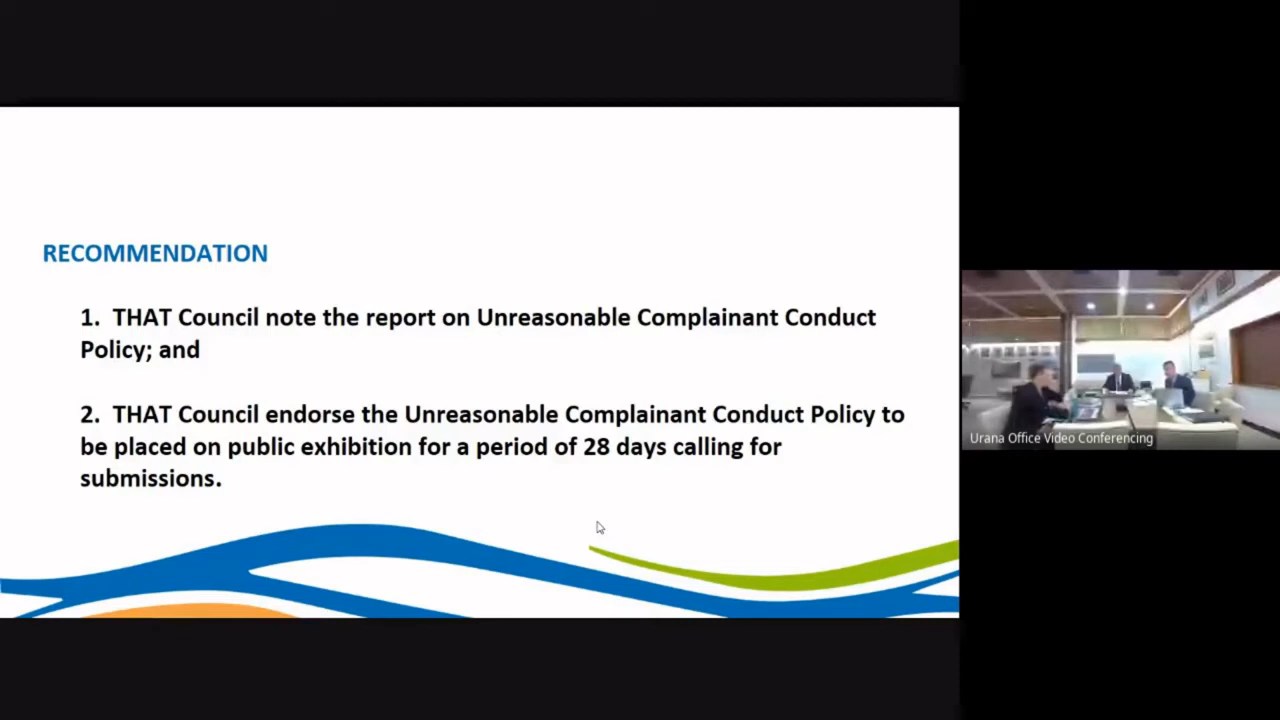 RECOMMENDATION
1. THAT Council note the report on Unreasonable Complainant Conduct
Policy; and
2. THAT Council endorse the Unreasonable Complainant Conduct Policy to
be placed on public exhibition for a period of 28 days calling for
submissions.
Urana Office Video Conferencing